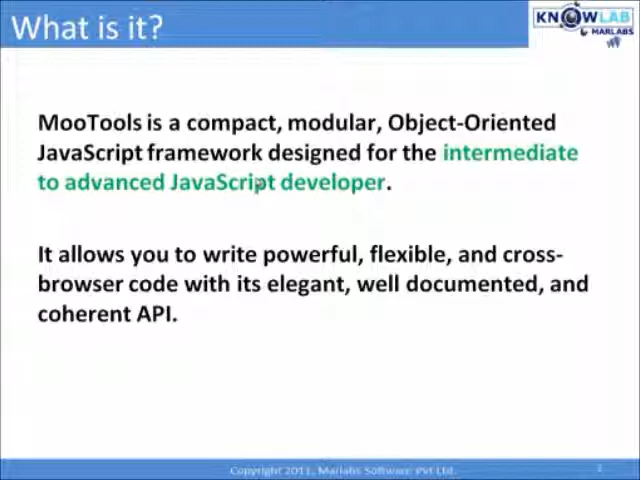 What is it?
KNOWLAB
MARLABS
MooTools is a compact, modular, Object-Oriented
JavaScript framework designed for the intermediate
to advanced JavaScript developer.
It allows you to write powerful, flexible, and cross-
browser code with its elegant, well documented, and
coherent API.
Copyright 2011, Marlabs Software Pvt Ltd.